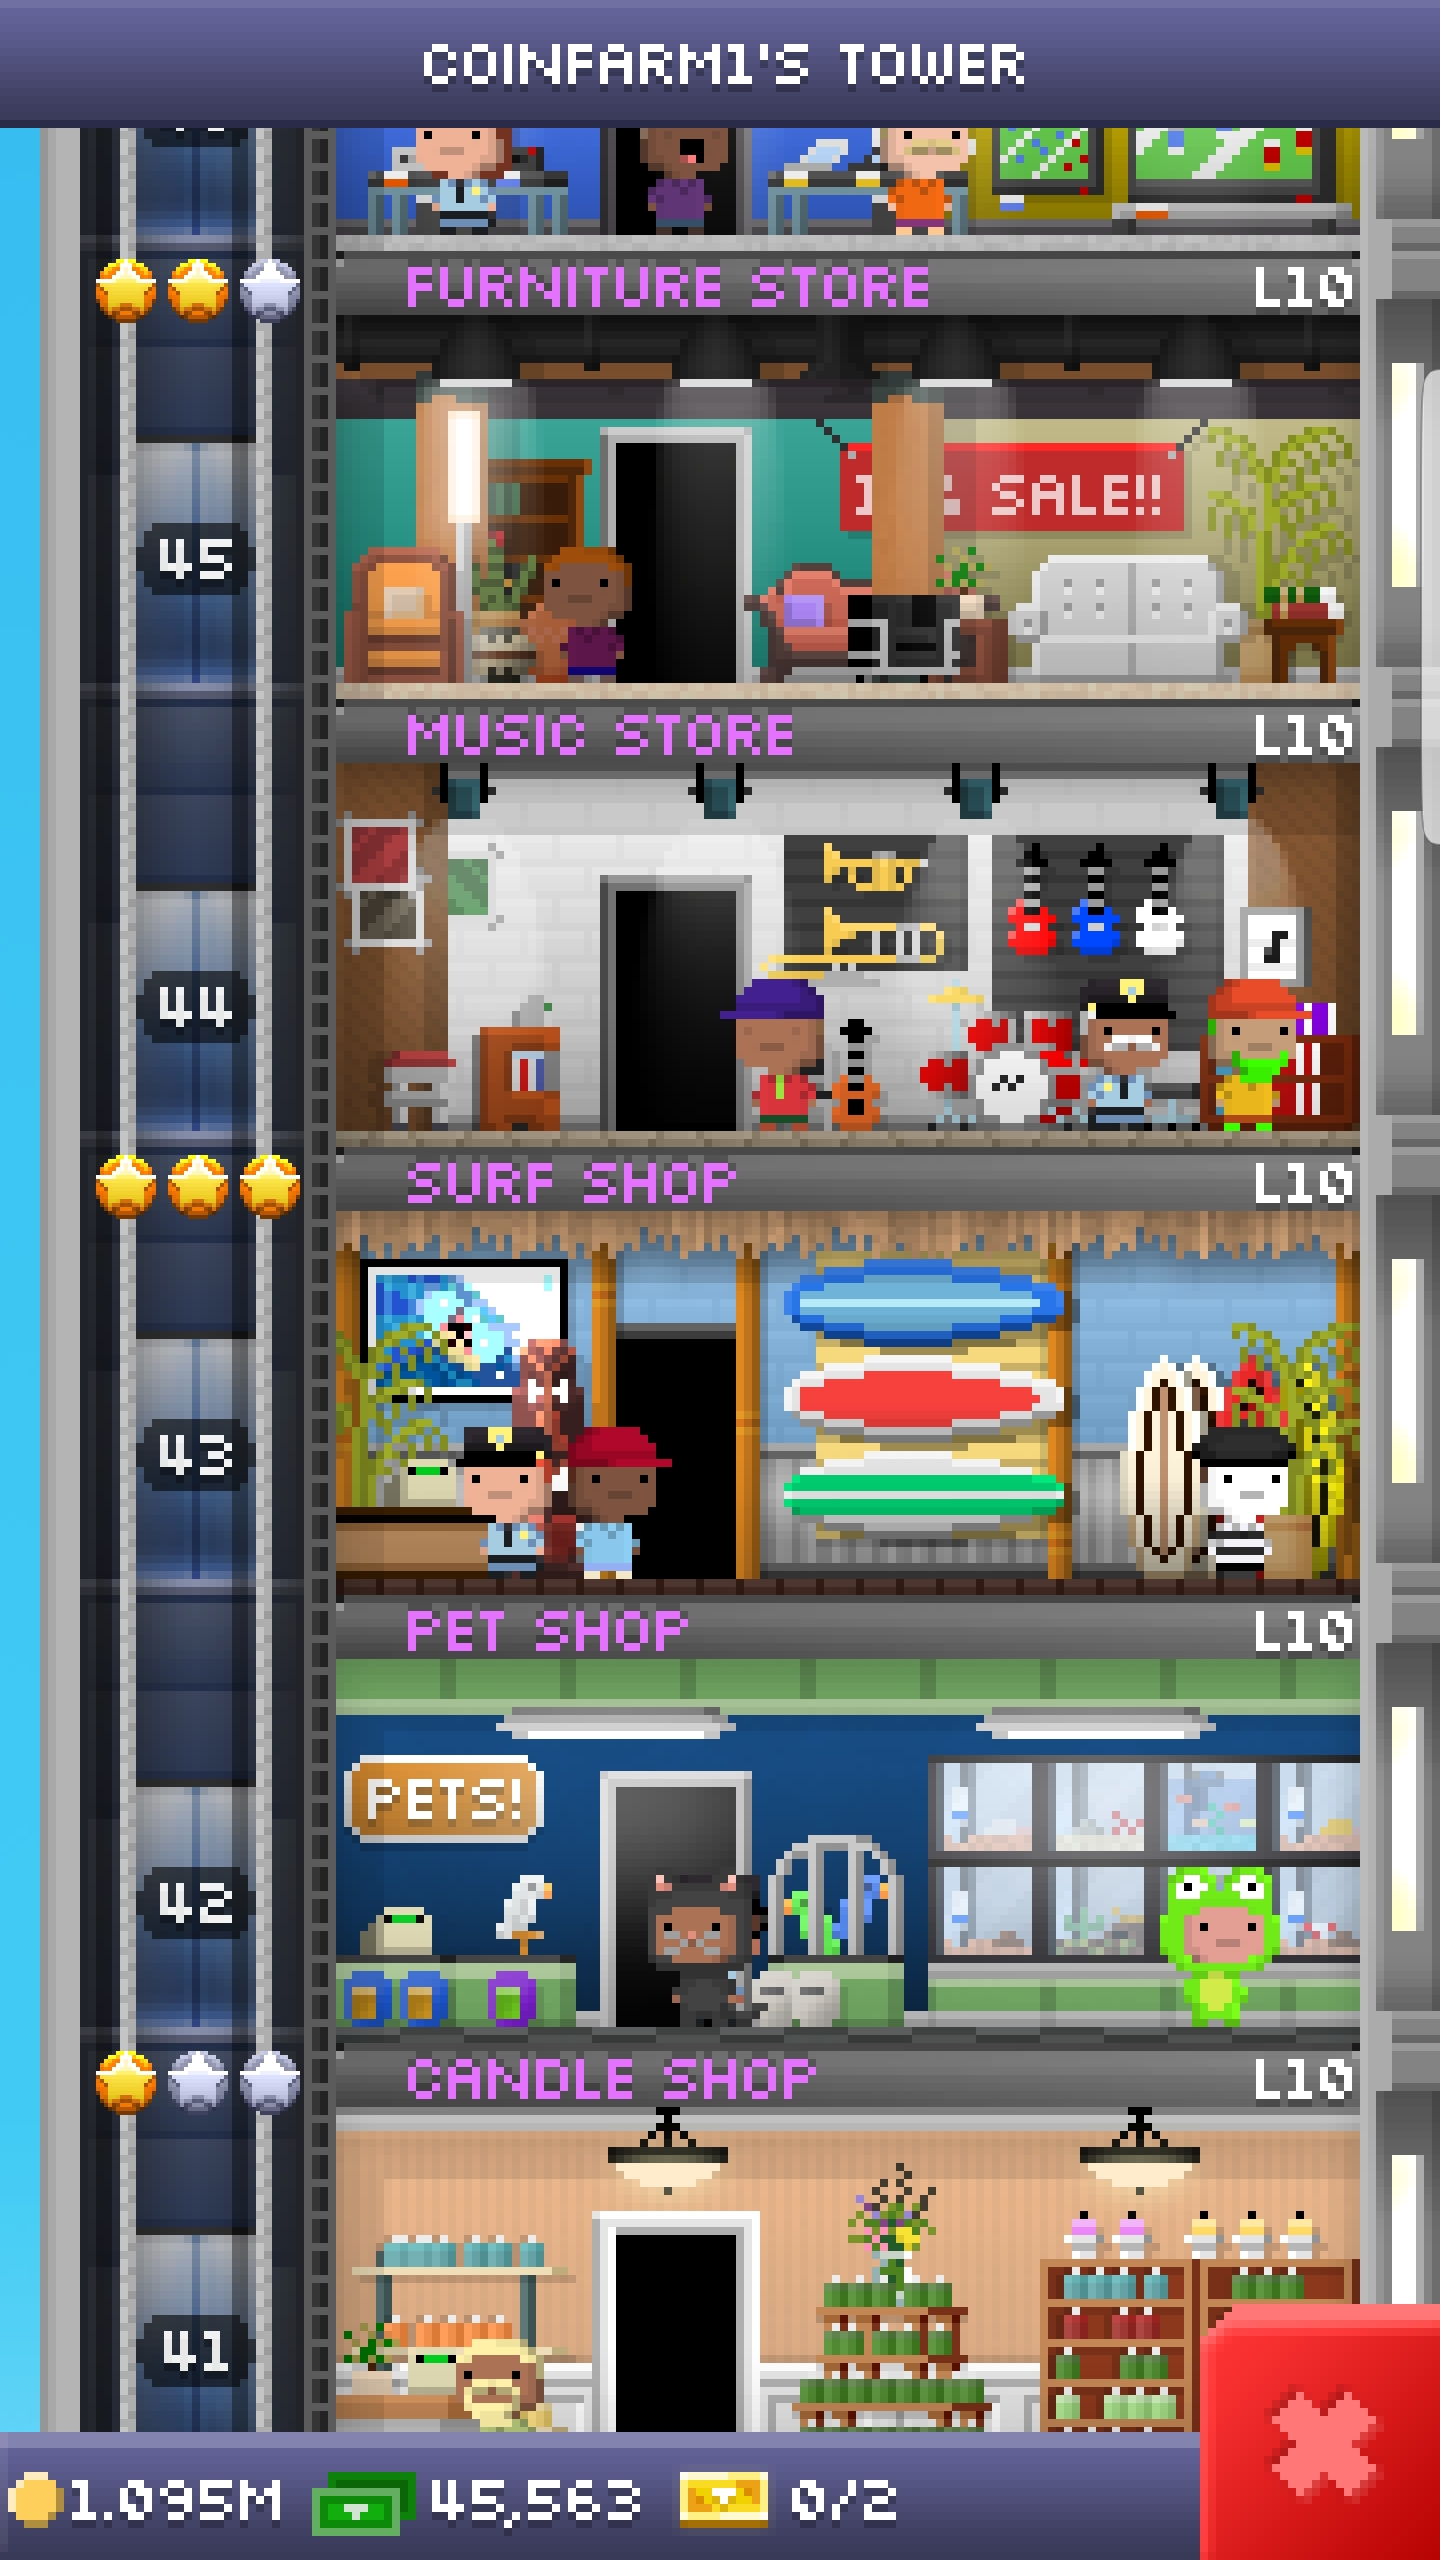 COINFARM1'S TOWER
FURNITURE STORE L10
SALE!!
45
MUSIC STORE L10
44
SURF SHOP L10
43
PET SHOP L10
PETS!
42
CANDLE SHOP L10
41
1.095M 45,563 0/2